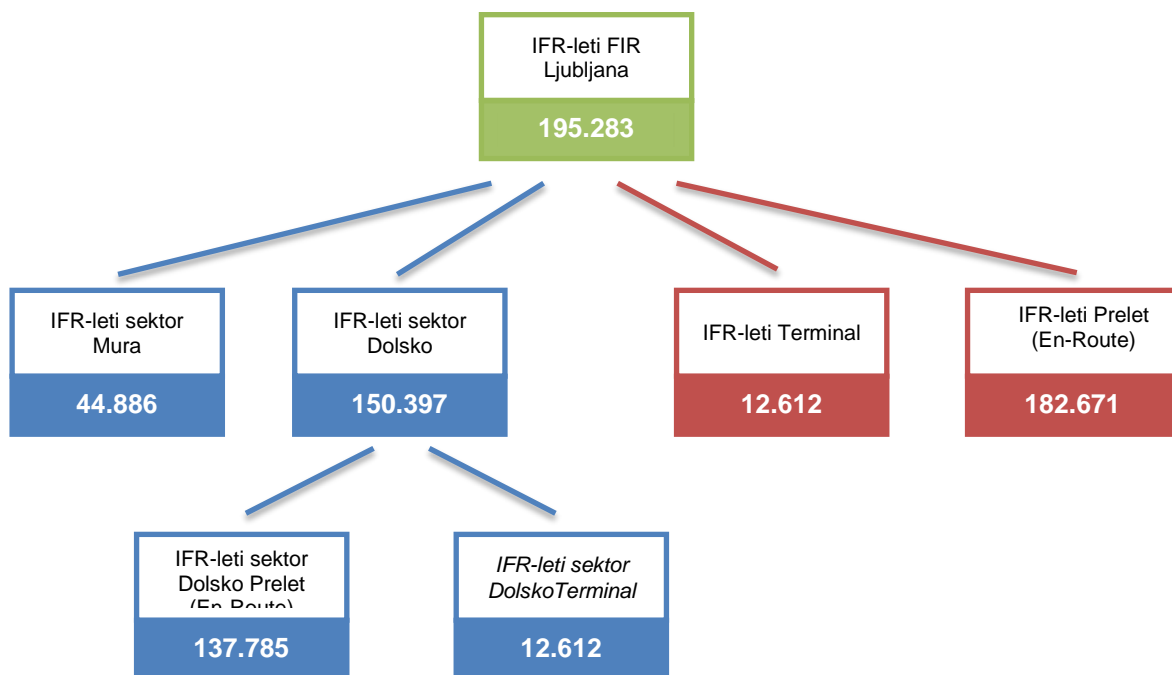 IFR-leti FIR
Ljubljana
195.283
IFR-leti sektor
Mura
44.886
IFR-leti sektor
Dolsko
150.397
IFR-leti Terminal
12.612
IFR-leti Prelet
(En-Route)
182.671
IFR-leti sektor
Dolsko Prelet
(En-Route)
137.785
IFR-leti sektor
DolskoTerminal
12.612